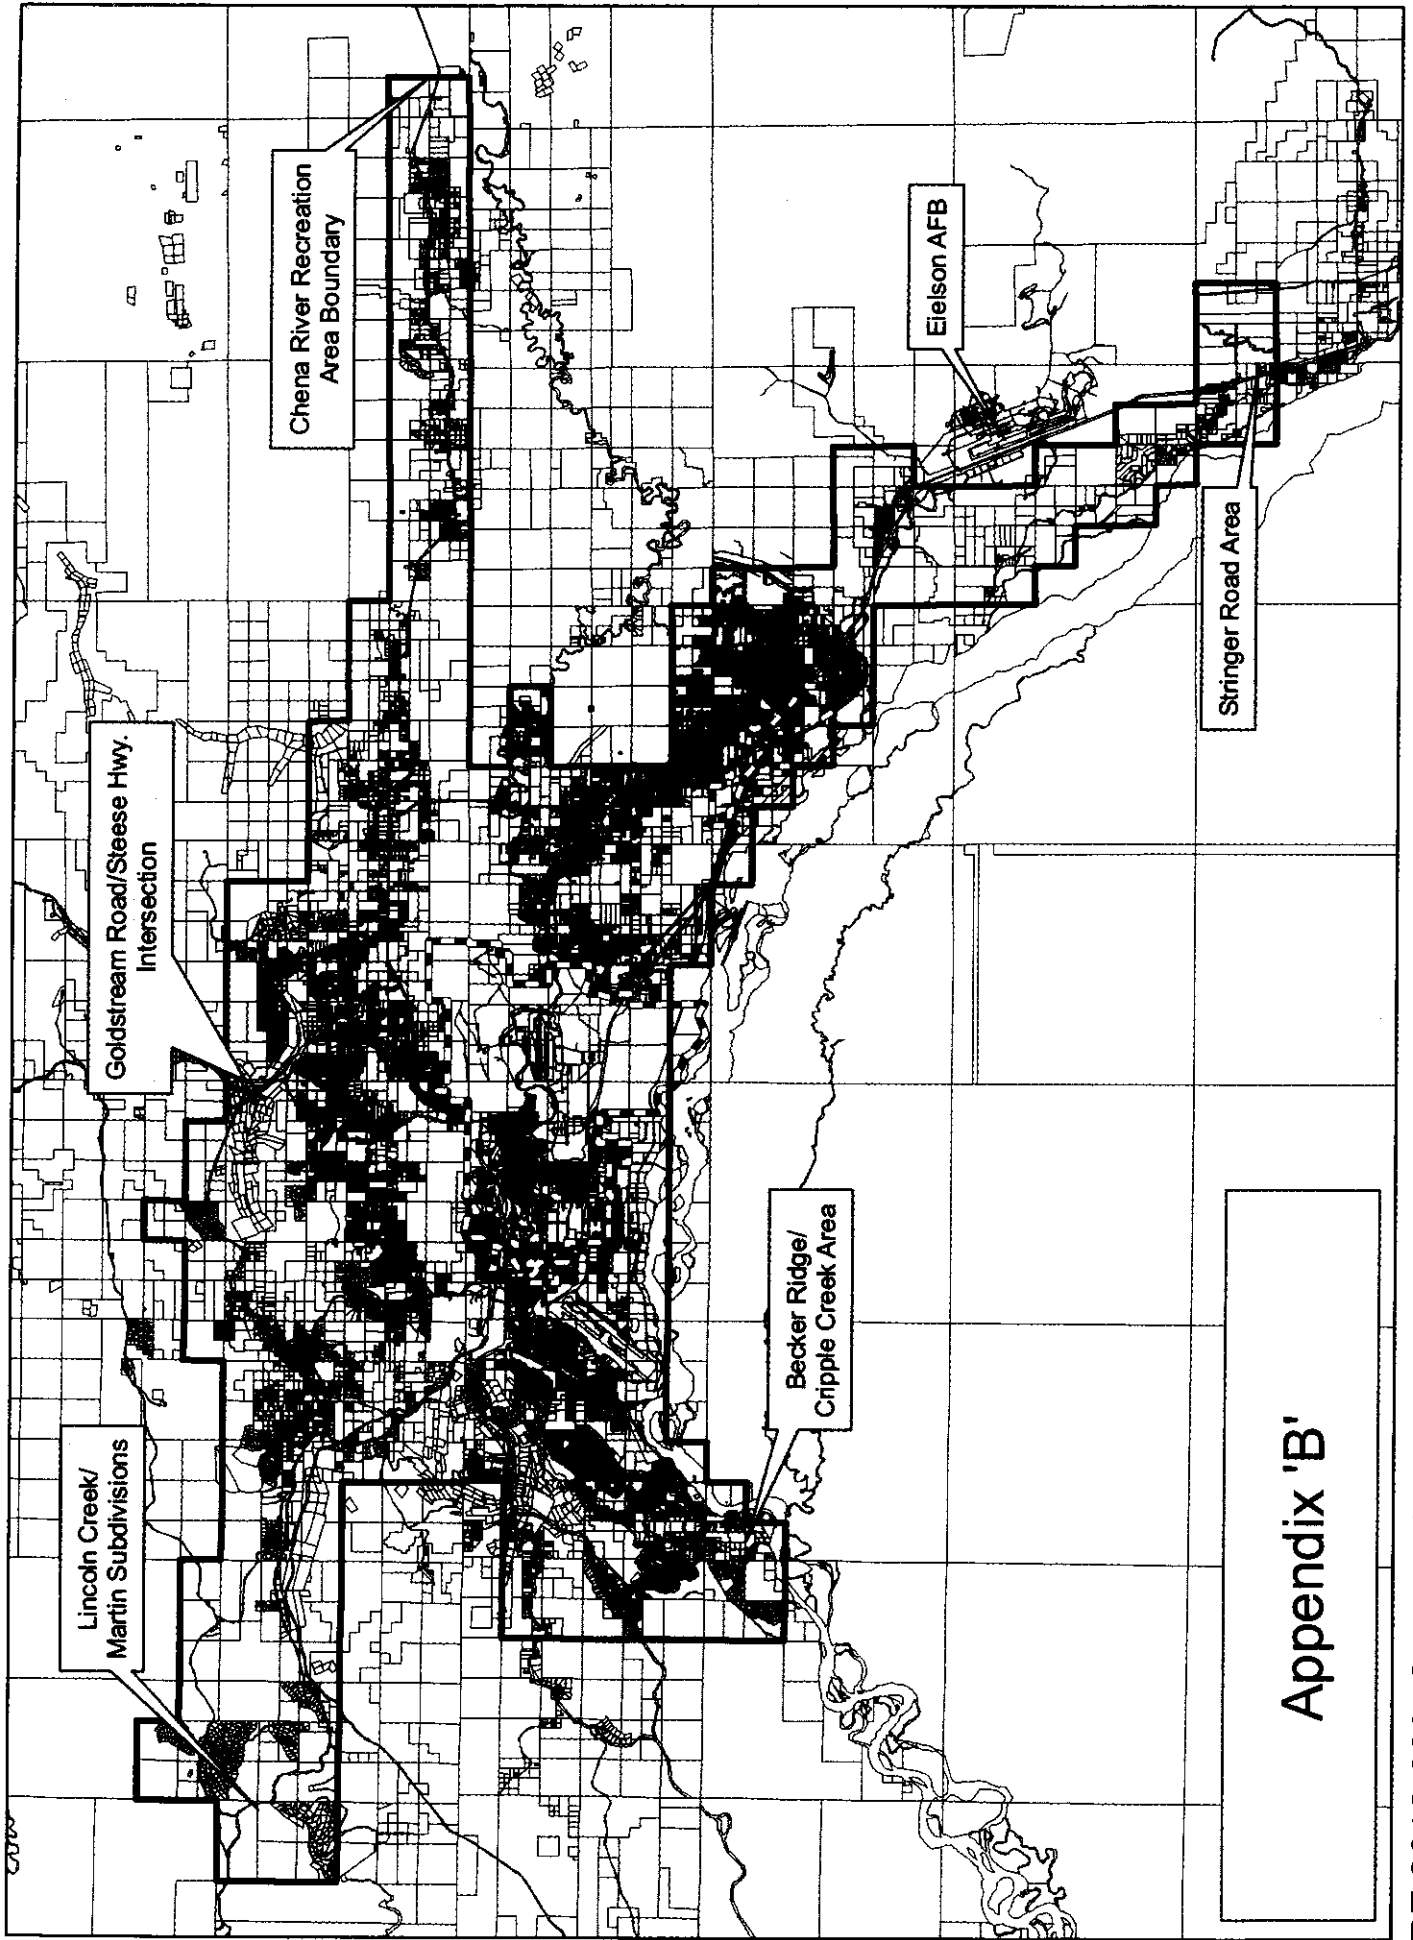 Lincoln Creek/
Martin Subdivisions
Goldstream Road/Steese Hwy.
Intersection
Chena River Recreation
Area Boundary
Eielson AFB
Becker Ridge/
Cripple Creek Area
Stringer Road Area
Appendix 'B'